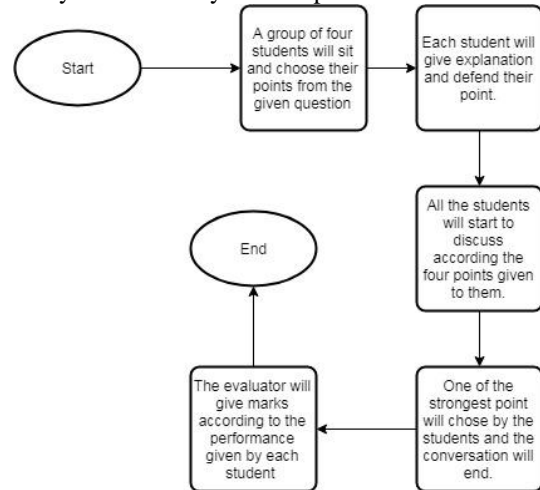 Start
A group of four
students will sit
and choose their
points from the
given question
Each student will
give explanation
and defend their
point.
All the students
will start to
discuss
according the
four points given
to them.
One of the
strongest point
will chose by the
students and the
conversation will
end.
The evaluator will
give marks
according to the
performance
given by each
student
End